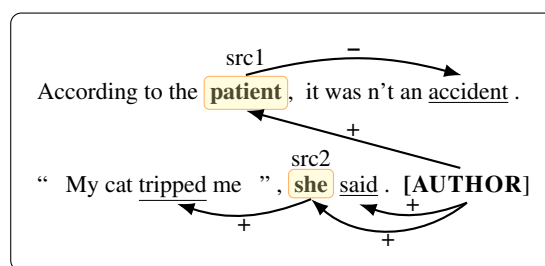 src1
−
According to the patient , it was n't an accident .
+
src2
“ My cat tripped me ” , she said . [AUTHOR]
+
+
+